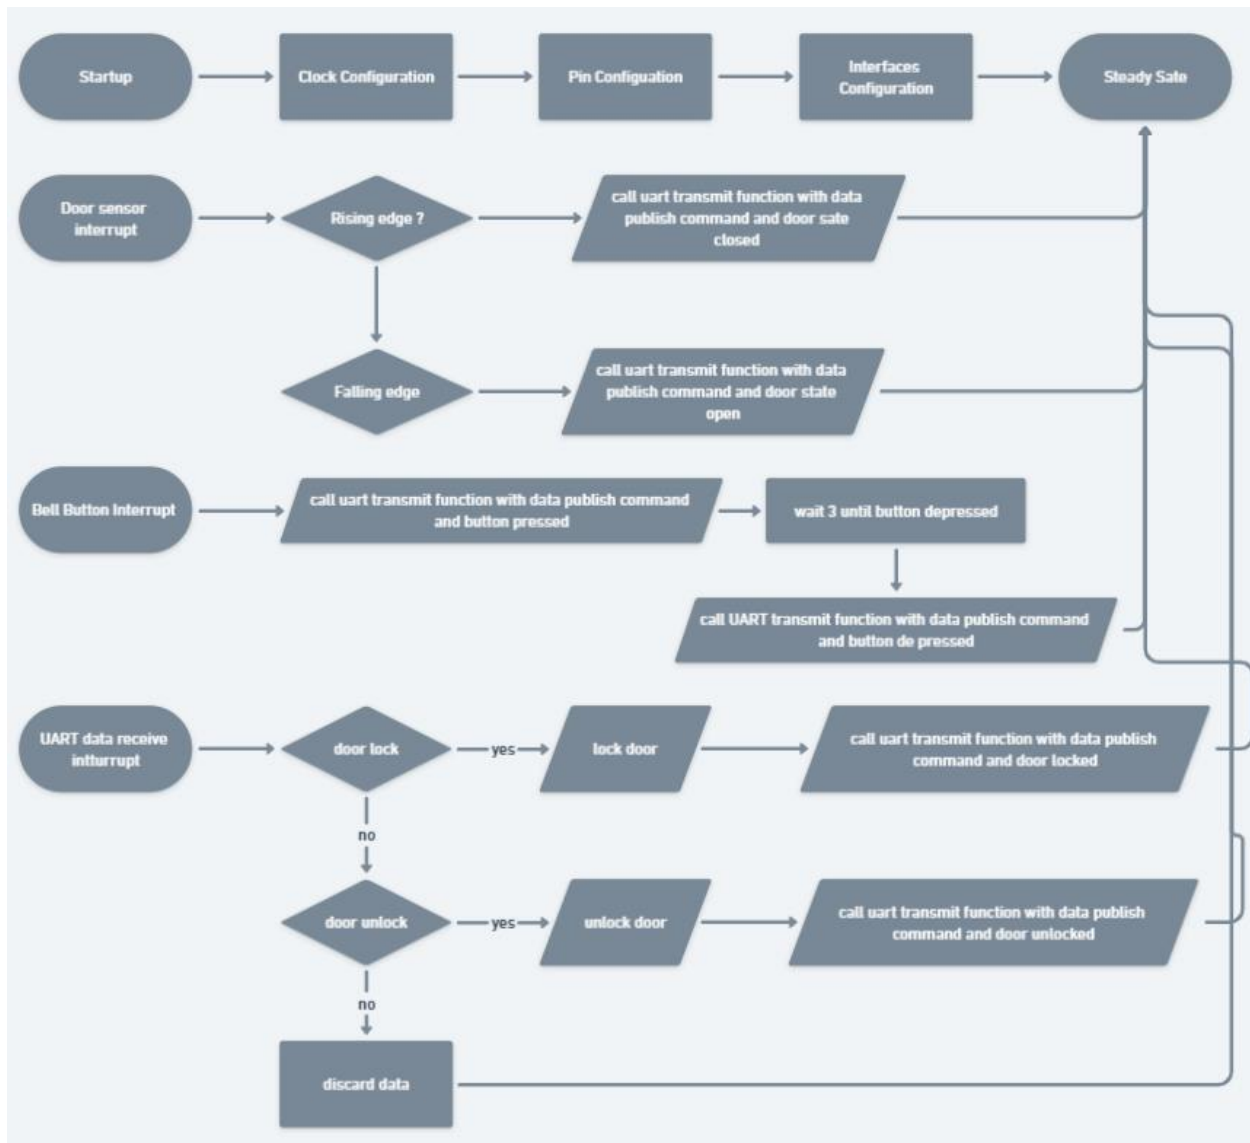 Startup
Clock Configuration
Pin Configuation
Interfaces
Configuration
Steady Sate
Door sensor
interrupt
Rising edge ?
call uart transmit function with data
publish command and door sate
closed
Falling edge
call uart transmit function with data
publish command and door state
open
Bell Button Interrupt
call uart transmit function with data publish command
and button pressed
wait 3 until button depressed
call UART transmit function with data publish command
and button de pressed
UART data receive
intturrupt
door lock
yes
lock door
call uart transmit function with data publish
command and door locked
no
door unlock
yes
unlock door
call uart transmit function with data publish
command and door unlocked
no
discard data